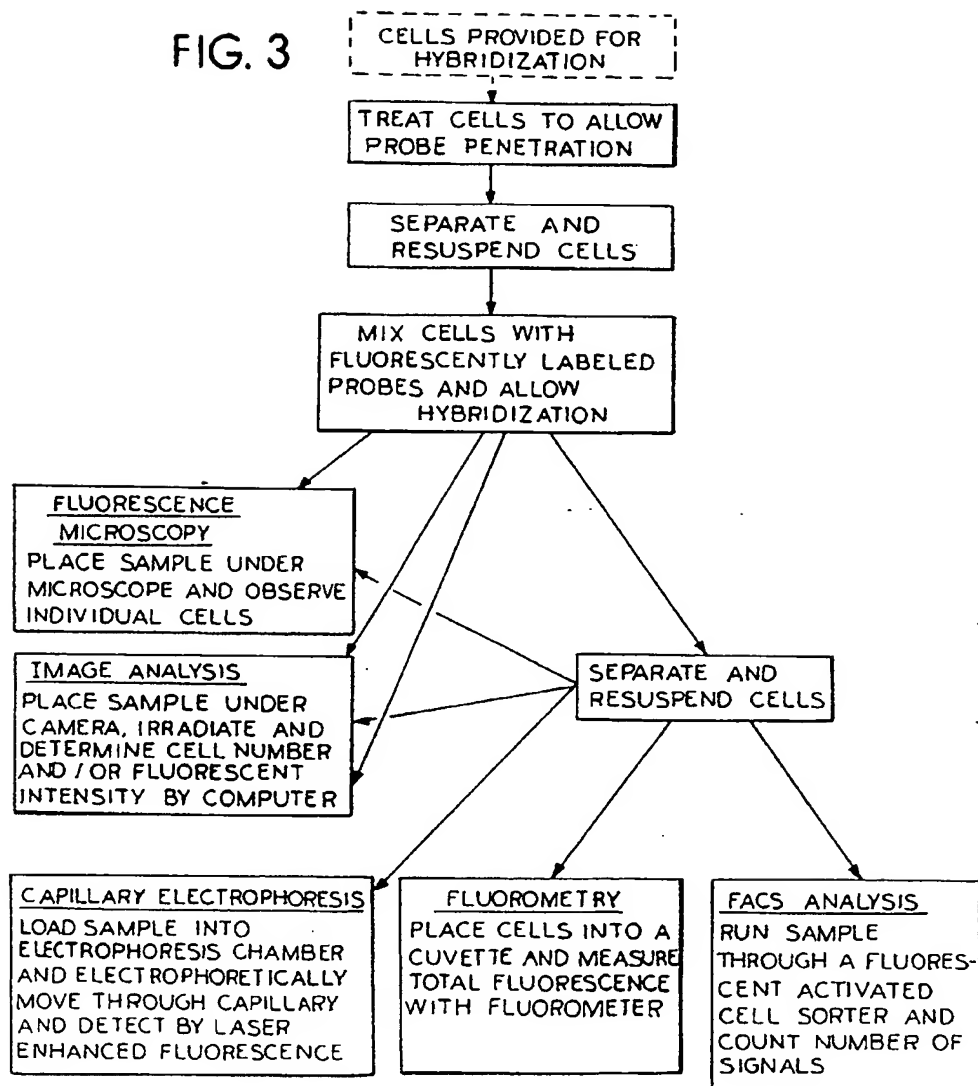 FIG. 3
CELLS PROVIDED FOR
HYBRIDIZATION
TREAT CELLS TO ALLOW
PROBE PENETRATION
SEPARATE AND
RESUSPEND CELLS
MIX CELLS WITH
FLUORESCENTLY LABELED
PROBES AND ALLOW
HYBRIDIZATION
FLUORESCENCE
MICROSCOPY
PLACE SAMPLE UNDER
MICROSCOPE AND OBSERVE
INDIVIDUAL CELLS
IMAGE ANALYSIS
PLACE SAMPLE UNDER
CAMERA, IRRADIATE AND
DETERMINE CELL NUMBER
AND / OR FLUORESCENT
INTENSITY BY COMPUTER
SEPARATE AND
RESUSPEND CELLS
CAPILLARY ELECTROPHORESIS
LOAD SAMPLE INTO
ELECTROPHORESIS CHAMBER
AND ELECTROPHORETICALLY
MOVE THROUGH CAPILLARY
AND DETECT BY LASER
ENHANCED FLUORESCENCE
FLUOROMETRY
PLACE CELLS INTO A
CUVETTE AND MEASURE
TOTAL FLUORESCENCE
WITH FLUOROMETER
FACS ANALYSIS
RUN SAMPLE
THROUGH A FLUORES-
CENT ACTIVATED
CELL SORTER AND
COUNT NUMBER OF
SIGNALS